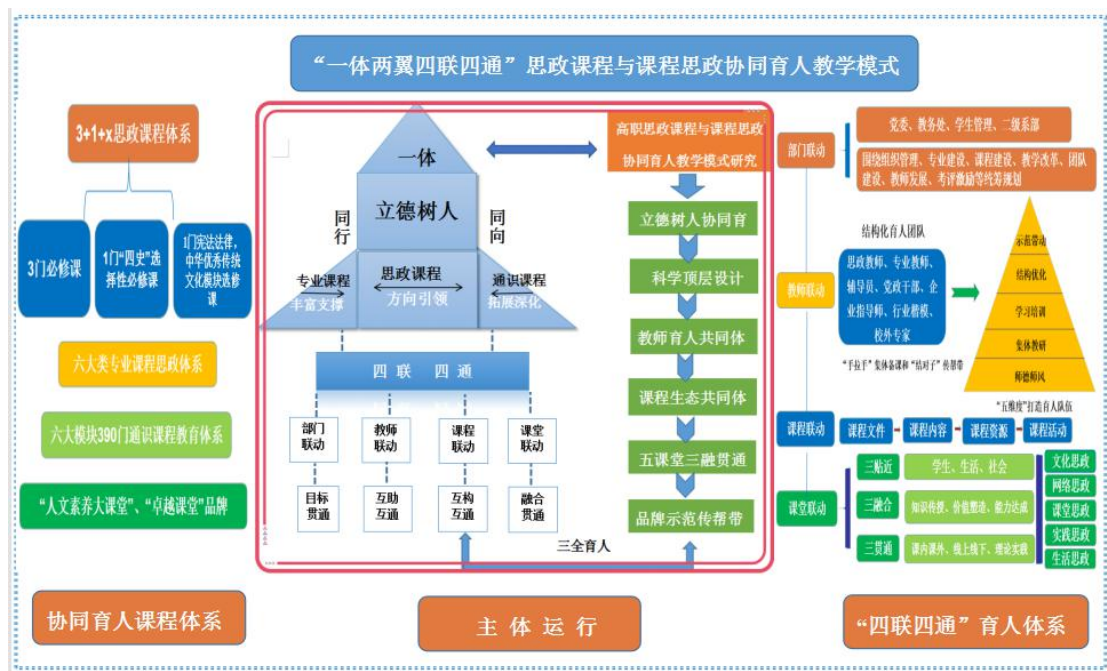 “一体两翼四联四通”思政课程与课程思政协同育人教学模式
3+1+x思政课程体系
3门必修课
1门“四史”选
择性必修课
1门宪法法律,
中华优秀传统
文化模块选修
课
六大类专业课程思政体系
六大模块390门通识课程教育体系
“人文素养大课堂”、“卓越课堂”品牌
协同育人课程体系
一体
立德树人
同行
同向
专业课程
丰富支撑
思政课程
方向引领
通识课程
拓展深化
四联 四通
部门
联动
教师
联动
课程
联动
课堂
联动
目标
贯通
互助
互通
互构
互通
融合
贯通
高职思政课程与课程思政
协同育人教学模式研究
立德树人协同育
科学顶层设计
教师育人共同体
课程生态共同体
五课堂三融贯通
品牌示范传帮带
三全育人
主体运行
部门联动
党委、教务处、学生管理、二级系部
围绕组织管理、专业建设、课程建设、教学改革、团队
建设、教师发展、考评激励等统筹规划
教师联动
结构化育人团队
思政教师、专业教师、
辅导员、党政干部、企
业指导师、行业楷模、
校外专家
“手拉手”集体备课和“结对子”传帮带
示范带动
结构优化
学习培训
集体教研
师德师风
“五维度”打造育人队伍
课程联动
课程文件
课程内容
课程资源
课程活动
课堂联动
三贴近
学生、生活、社会
三融合
知识传授、价值塑造、能力达成
三贯通
课内课外、线上线下、理论实践
文化思政
网络思政
课堂思政
实践思政
生活思政
“四联四通”育人体系